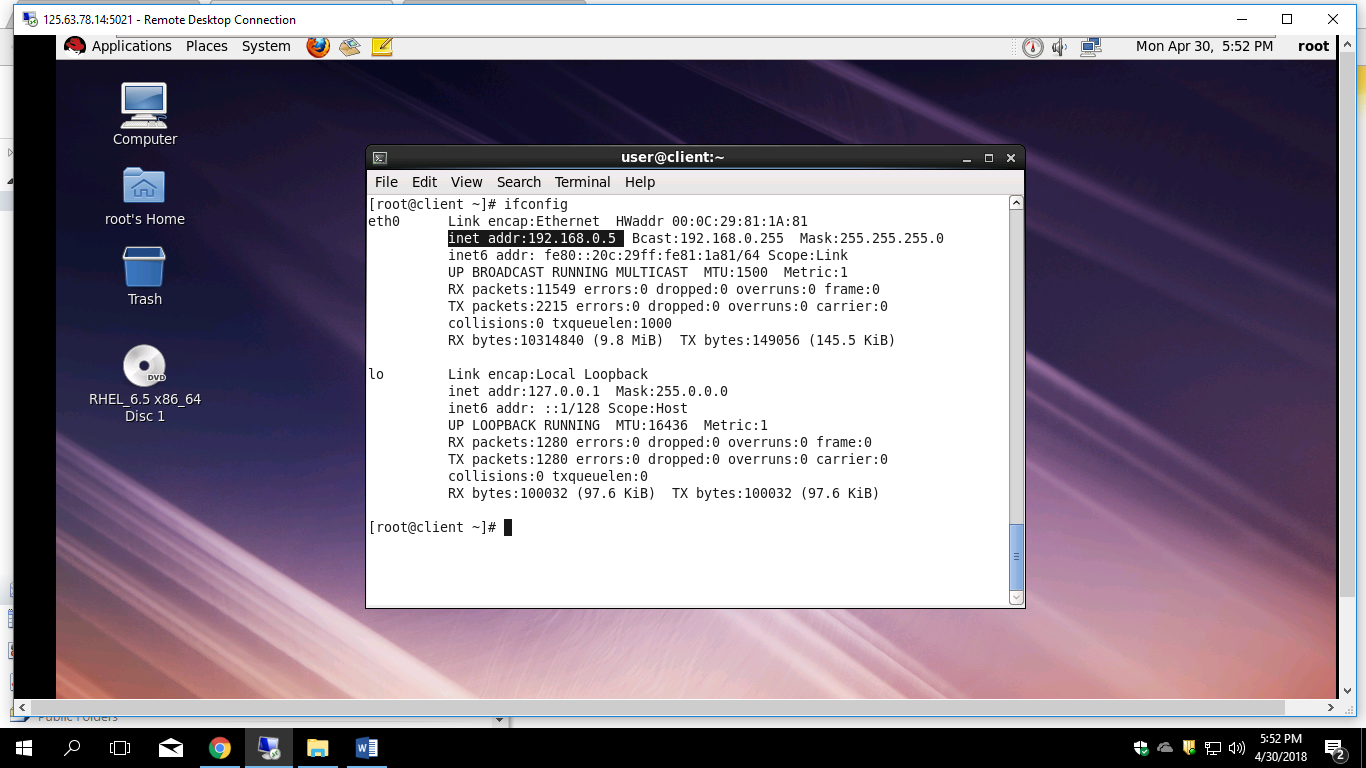 125.63.78.14:5021 - Remote Desktop Connection
Applications Places System Mon Apr 30, 5:52 PM root
Computer
root's Home
Trash
RHEL_6.5 x86_64
Disc 1
user@client:~
File Edit View Search Terminal Help
[root@client ~]# ifconfig
eth0 Link encap:Ethernet HWaddr 00:0C:29:81:1A:81
inet addr:192.168.0.5 Bcast:192.168.0.255 Mask:255.255.255.0
inet6 addr: fe80::20c:29ff:fe81:1a81/64 Scope:Link
UP BROADCAST RUNNING MULTICAST MTU:1500 Metric:1
RX packets:11549 errors:0 dropped:0 overruns:0 frame:0
TX packets:2215 errors:0 dropped:0 overruns:0 carrier:0
collisions:0 txqueuelen:1000
RX bytes:10314840 (9.8 MiB) TX bytes:149056 (145.5 KiB)
lo Link encap:Local Loopback
inet addr:127.0.0.1 Mask:255.0.0.0
inet6 addr: ::1/128 Scope:Host
UP LOOPBACK RUNNING MTU:16436 Metric:1
RX packets:1280 errors:0 dropped:0 overruns:0 frame:0
TX packets:1280 errors:0 dropped:0 overruns:0 carrier:0
collisions:0 txqueuelen:0
RX bytes:100032 (97.6 KiB) TX bytes:100032 (97.6 KiB)
[root@client ~]#
Public Folders
5:52 PM
4/30/2018
2